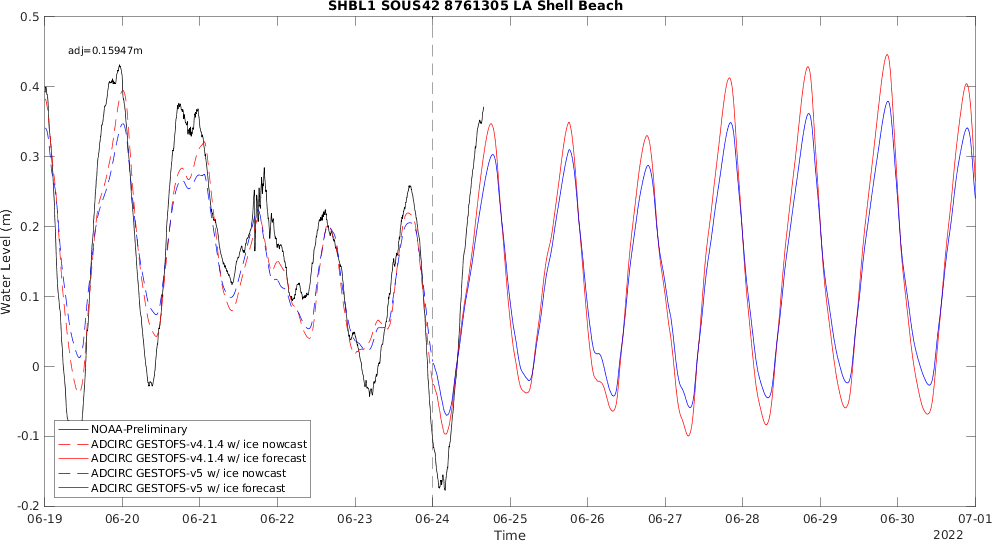 SHBL1 SOUS42 8761305 LA Shell Beach
adj=0.15947m
0.5
0.4
0.3
0.2
0.1
0
-0.1
-0.2
Water Level (m)
NOAA-Preliminary
ADCIRC GESTOFS-v4.1.4 w/ ice nowcast
ADCIRC GESTOFS-v4.1.4 w/ ice forecast
ADCIRC GESTOFS-v5 w/ ice nowcast
ADCIRC GESTOFS-v5 w/ ice forecast
06-19 06-20 06-21 06-22 06-23 06-24 06-25 06-26 06-27 06-28 06-29 06-30 07-01
Time
2022